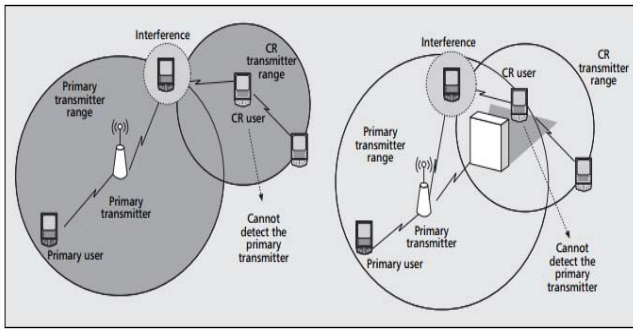 Interference
CR
transmitter
range
Primary
transmitter
range
CR user
Primary
transmitter
Cannot
detect the
primary
transmitter
Primary user
Interference
CR
transmitter
range
CR user
Primary
transmitter
range
Primary
transmitter
Primary user
Cannot
detect the
primary
transmitter